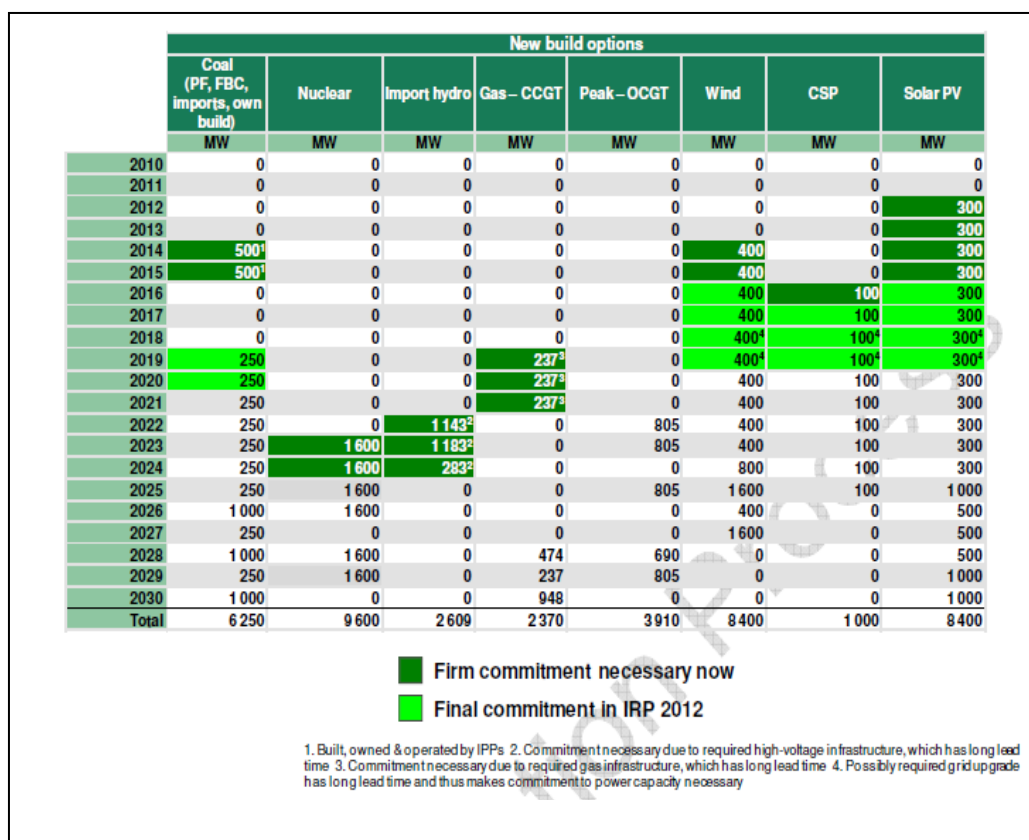 New build options
Coal (PF, FBC, imports, own build) Nuclear Import hydro Gas – CCGT Peak – OCGT Wind CSP Solar PV
MW MW MW MW MW MW MW MW
2010 0 0 0 0 0 0 0 0
2011 0 0 0 0 0 0 0 0
2012 0 0 0 0 0 0 0 300
2013 0 0 0 0 0 0 0 300
2014 500¹ 0 0 0 0 400 0 300
2015 500¹ 0 0 0 0 400 0 300
2016 0 0 0 0 0 400 100 300
2017 0 0 0 0 0 400 100 300
2018 0 0 0 0 0 400⁴ 100⁴ 300⁴
2019 250 0 0 237³ 0 400⁴ 100⁴ 300⁴
2020 250 0 0 237³ 0 400 100 300
2021 250 0 0 237³ 0 400 100 300
2022 250 0 1 143² 0 805 400 100 300
2023 250 1 600 1 183² 0 805 400 100 300
2024 250 1 600 283² 0 0 800 100 300
2025 250 1 600 0 0 805 1 600 100 1 000
2026 1 000 1 600 0 0 0 400 0 500
2027 250 0 0 0 0 1 600 0 500
2028 1 000 1 600 0 474 690 0 0 500
2029 250 1 600 0 237 805 0 0 1 000
2030 1 000 0 0 948 0 0 0 1 000
Total 6 250 9 600 2 609 2 370 3 910 8 400 1 000 8 400
Firm commitment necessary now
Final commitment in IRP 2012
1. Built, owned & operated by IPPs 2. Commitment necessary due to required high-voltage infrastructure, which has long lead
time 3. Commitment necessary due to required gas infrastructure, which has long lead time 4. Possibly required grid upgrade
has long lead time and thus makes commitment to power capacity necessary